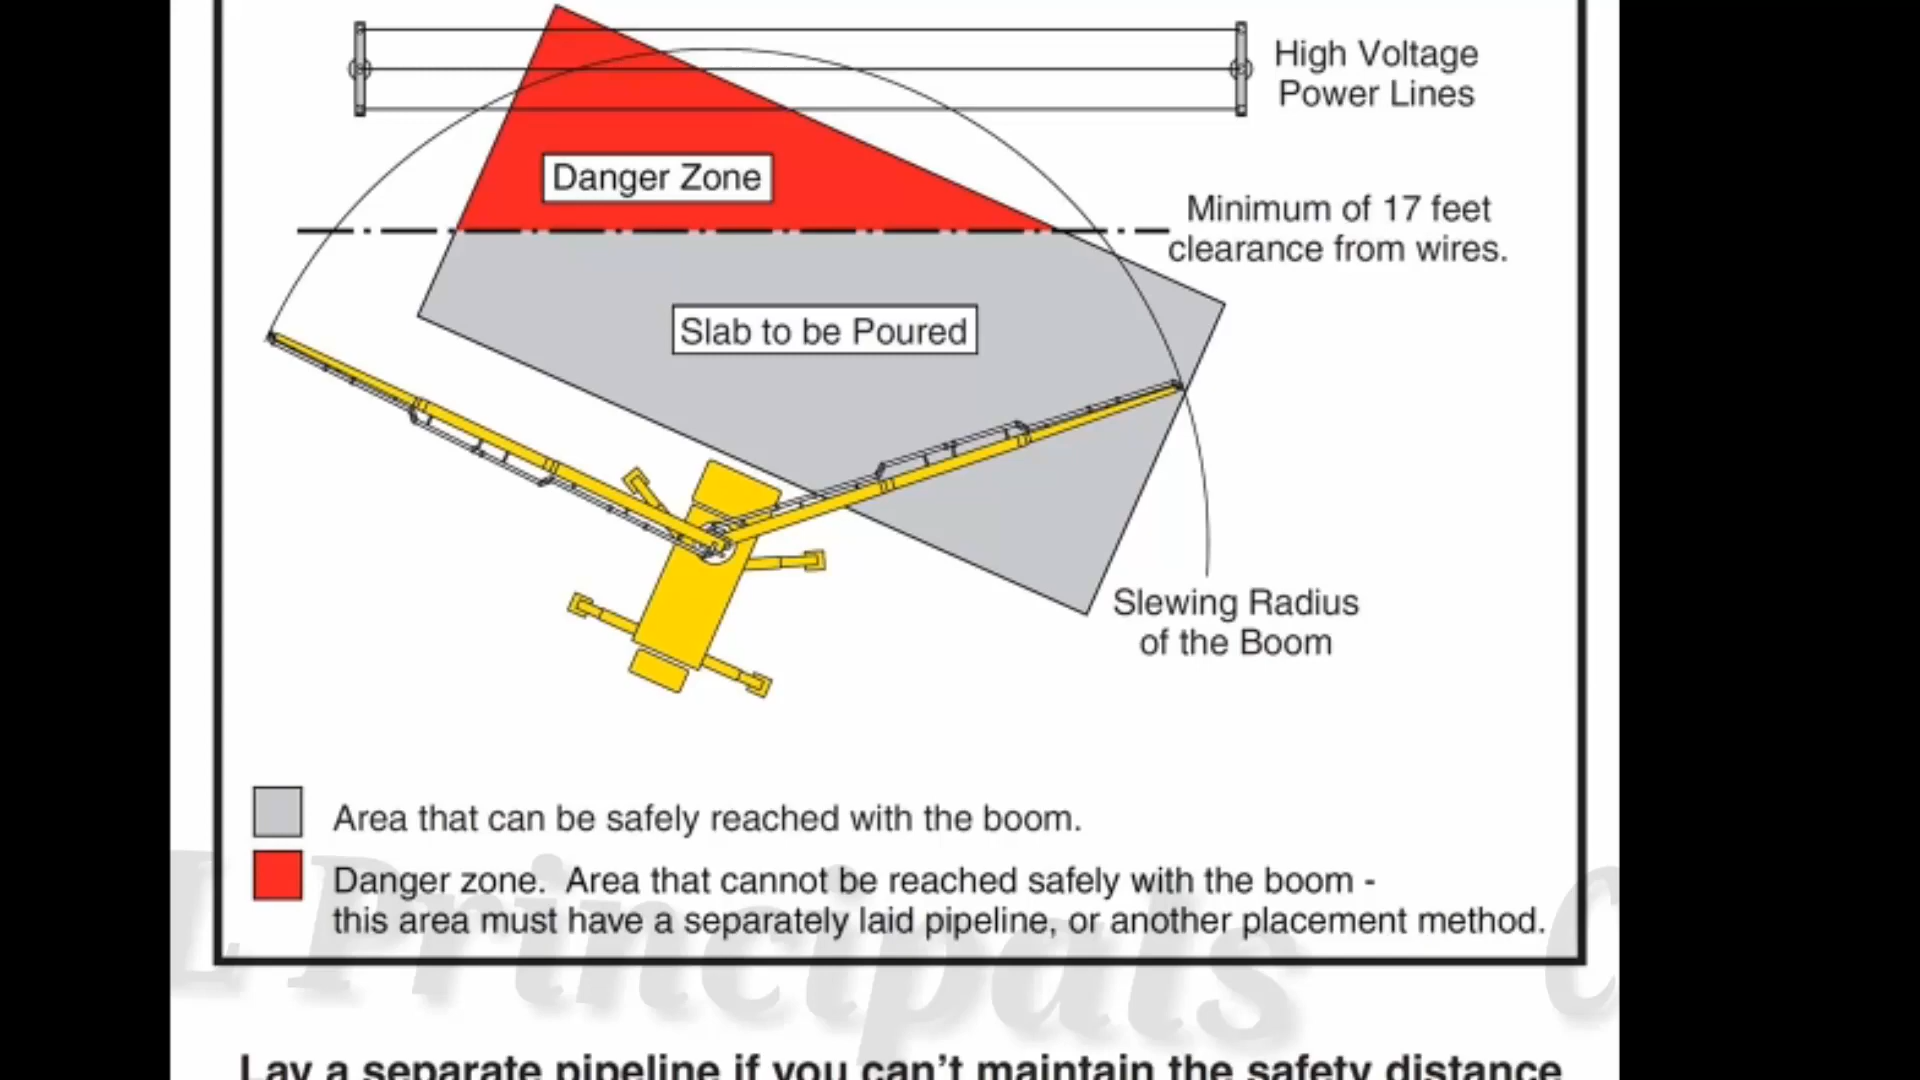 High Voltage
Power Lines
Danger Zone
Minimum of 17 feet
clearance from wires.
Slab to be Poured
Slewing Radius
of the Boom
Area that can be safely reached with the boom.
Danger zone. Area that cannot be reached safely with the boom -
this area must have a separately laid pipeline, or another placement method.
L Principals
Lay a separate pipeline if you can't maintain the safety distance